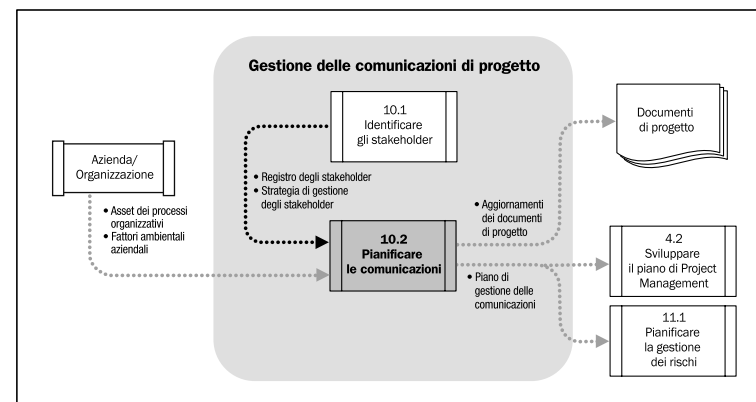 Gestione delle comunicazioni di progetto
10.1
Identificare
gli stakeholder
Documenti
di progetto
Azienda/
Organizzazione
• Registro degli stakeholder
• Strategia di gestione
degli stakeholder
• Asset dei processi
organizzativi
• Fattori ambientali
aziendali
• Aggiornamenti
dei documenti
di progetto
10.2
Pianificare
le comunicazioni
• Piano di
gestione delle
comunicazioni
4.2
Sviluppare
il piano di Project
Management
11.1
Pianificare
la gestione
dei rischi